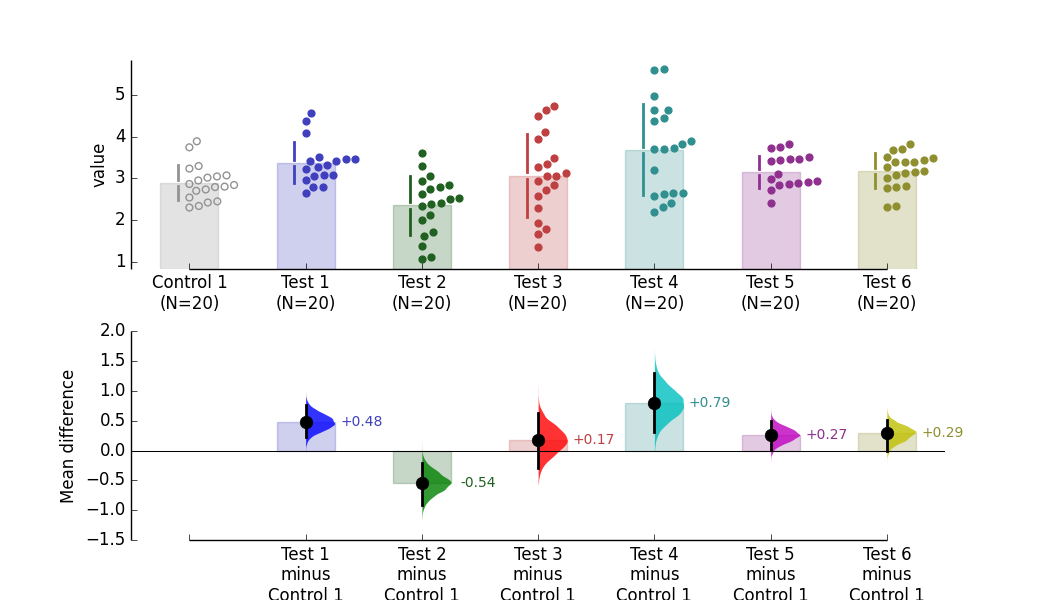 value
5
4
3
2
1
Control 1 Test 1 Test 2 Test 3 Test 4 Test 5 Test 6
(N=20) (N=20) (N=20) (N=20) (N=20) (N=20) (N=20)
Mean difference
2.0
1.5
1.0
0.5
0.0
−0.5
−1.0
−1.5
+0.48
-0.54
+0.17
+0.79
+0.27
+0.29
Test 1 Test 2 Test 3 Test 4 Test 5 Test 6
minus minus minus minus minus minus
Control 1 Control 1 Control 1 Control 1 Control 1 Control 1